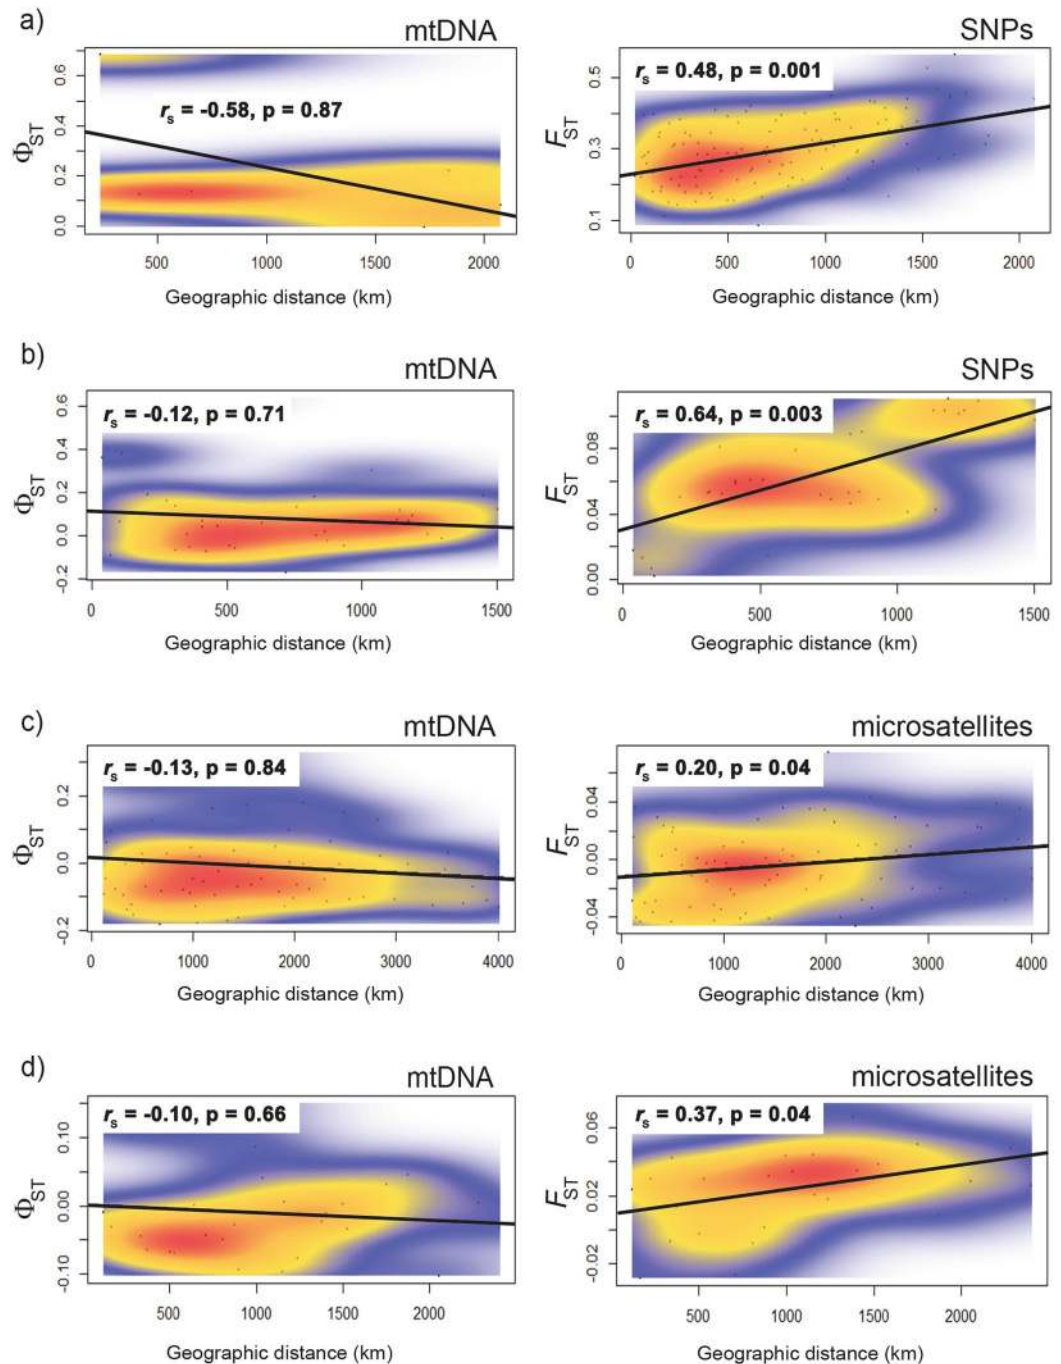 a)
mtDNA
SNPs
rs = -0.58, p = 0.87
rs = 0.48, p = 0.001
ΦST
0.0 0.2 0.4 0.6
FST
0.1 0.3 0.5
500 1000 1500 2000
0 500 1000 1500 2000
Geographic distance (km)
Geographic distance (km)
b)
mtDNA
SNPs
rs = -0.12, p = 0.71
rs = 0.64, p = 0.003
ΦST
-0.2 0.0 0.2 0.4 0.6
FST
0.00 0.04 0.08
0 500 1000 1500
0 500 1000 1500
Geographic distance (km)
Geographic distance (km)
c)
mtDNA
microsatellites
rs = -0.13, p = 0.84
rs = 0.20, p = 0.04
ΦST
-0.2 0.0 0.2
FST
-0.04 0.00 0.04
0 1000 2000 3000 4000
0 1000 2000 3000 4000
Geographic distance (km)
Geographic distance (km)
d)
mtDNA
microsatellites
rs = -0.10, p = 0.66
rs = 0.37, p = 0.04
ΦST
-0.10 0.00 0.10
FST
-0.02 0.02 0.06
500 1000 1500 2000
500 1000 1500 2000
Geographic distance (km)
Geographic distance (km)